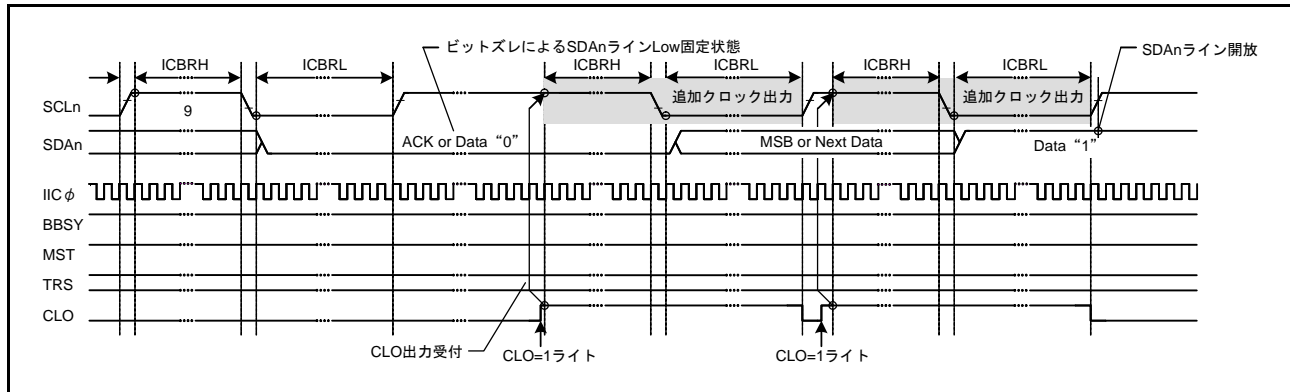 ビットズレによるSDAnラインLow固定状態
SDAnライン開放
ICBRH
ICBRL
ICBRH
ICBRL
ICBRH
ICBRL
SCLn
9
追加クロック出力
追加クロック出力
SDAn
ACK or Data “0”
MSB or Next Data
Data “1”
IICφ
BBSY
MST
TRS
CLO
CLO出力受付
CLO=1ライト
CLO=1ライト